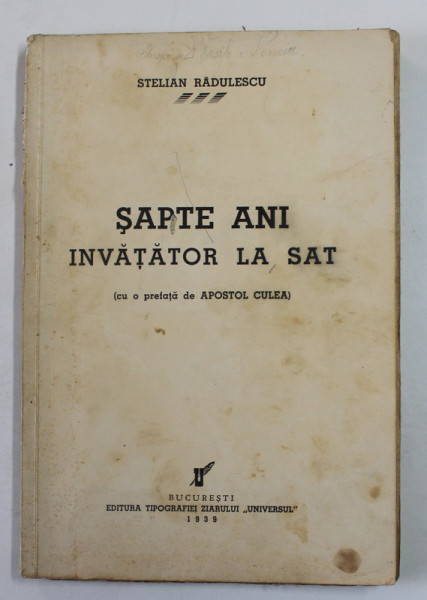 STELIAN RĂDULESCU
ŞAPTE ANI
INVĂŢĂTOR LA SAT
(cu o prefaţă de APOSTOL CULEA)
BUCUREŞTI
EDITURA TIPOGRAFIEI ZIARULUI „UNIVERSUL"
1939